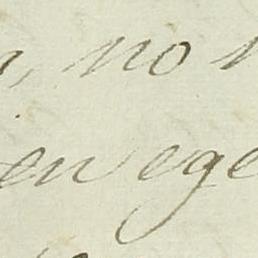 , no
en ege